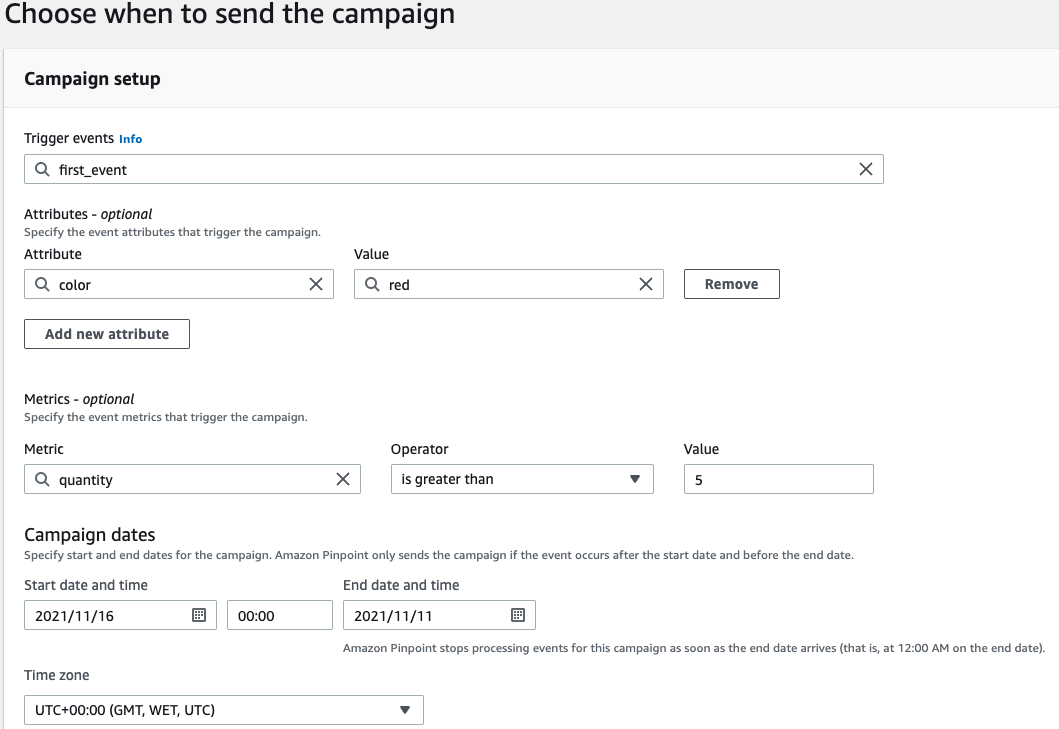 Choose when to send the campaign
Campaign setup
Trigger events Info
first_event
Attributes - optional
Specify the event attributes that trigger the campaign.
Attribute Value
color red Remove
Add new attribute
Metrics - optional
Specify the event metrics that trigger the campaign.
Metric Operator Value
quantity is greater than 5
Campaign dates
Specify start and end dates for the campaign. Amazon Pinpoint only sends the campaign if the event occurs after the start date and before the end date.
Start date and time End date and time
2021/11/16 00:00 2021/11/11
Amazon Pinpoint stops processing events for this campaign as soon as the end date arrives (that is, at 12:00 AM on the end date).
Time zone
UTC+00:00 (GMT, WET, UTC)